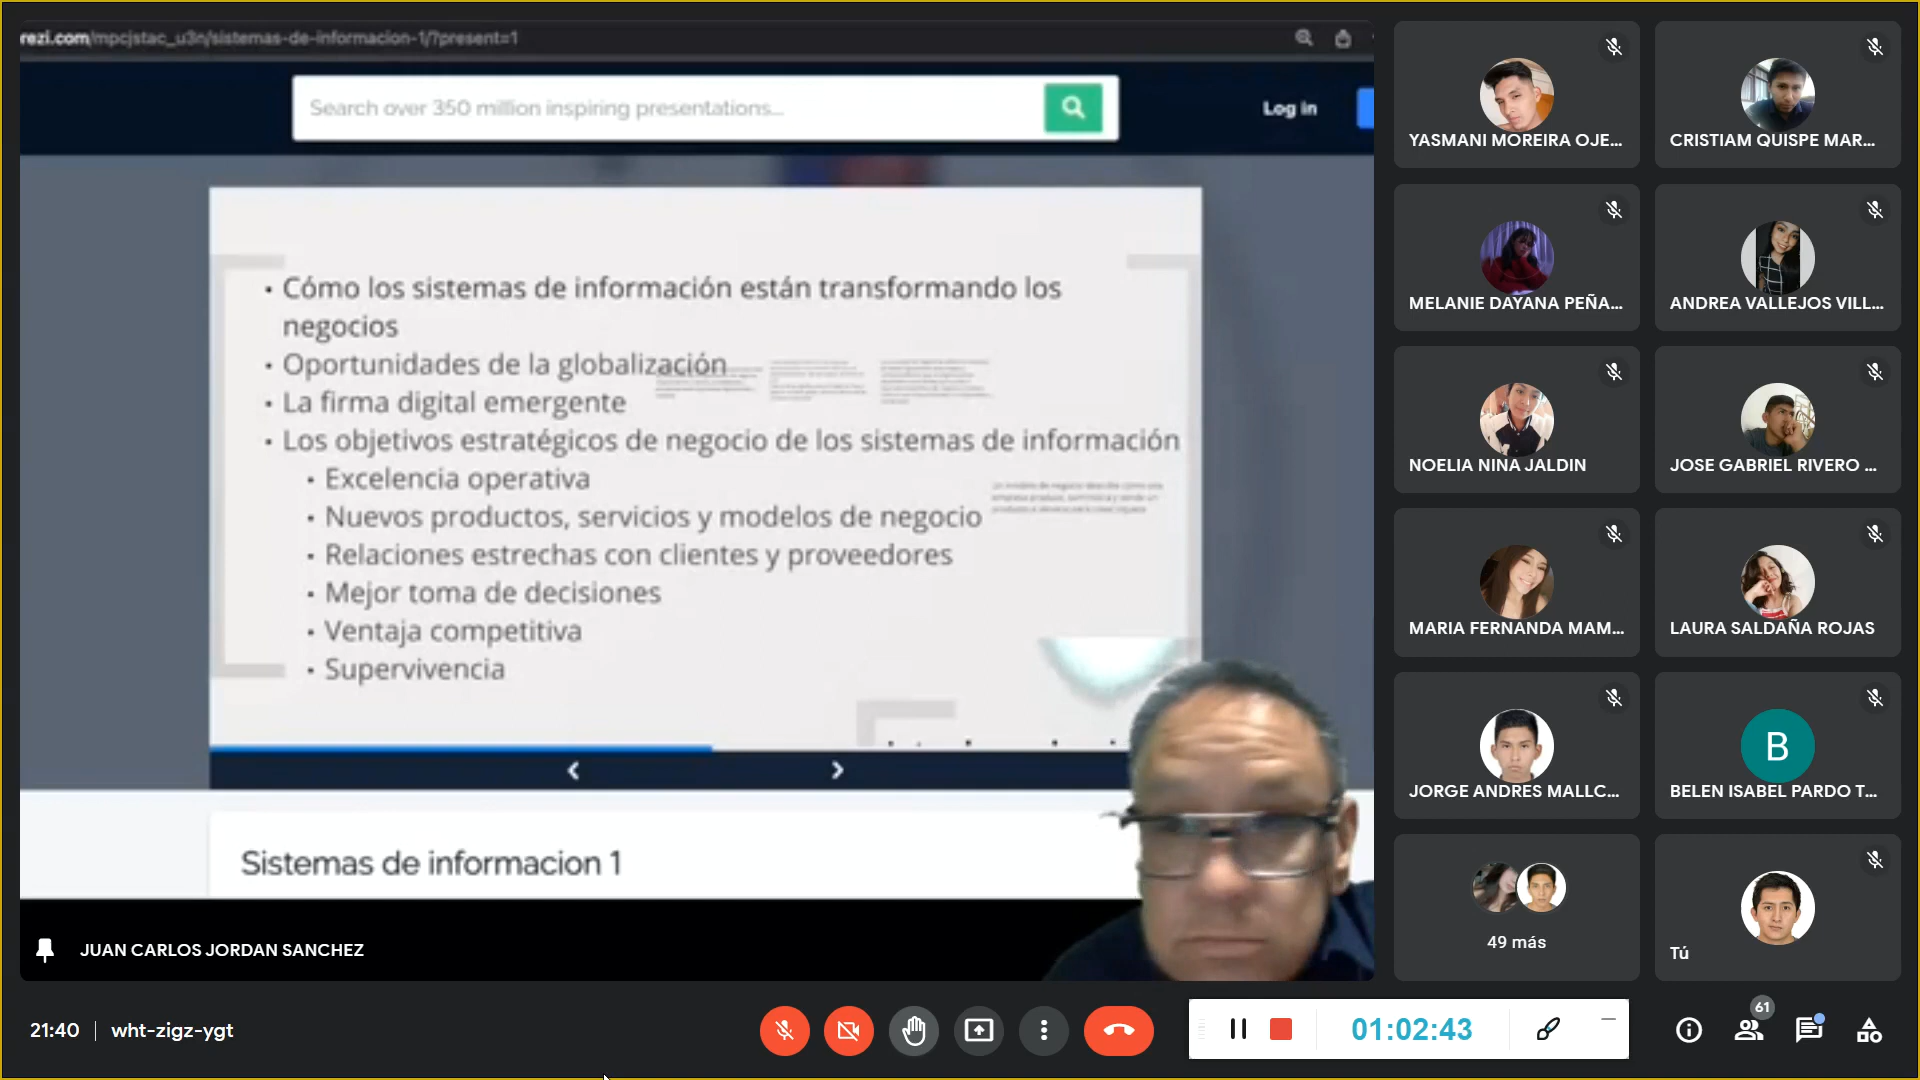 rezi.com/mpcjstac_u3n/sistemas-de-informacion-1/?present=1
Search over 350 million inspiring presentations...
Log in
• Cómo los sistemas de información están transformando los
negocios
• Oportunidades de la globalización
• La firma digital emergente
• Los objetivos estratégicos de negocio de los sistemas de información
• Excelencia operativa
• Nuevos productos, servicios y modelos de negocio
• Relaciones estrechas con clientes y proveedores
• Mejor toma de decisiones
• Ventaja competitiva
• Supervivencia
Sistemas de informacion 1
JUAN CARLOS JORDAN SANCHEZ
YASMANI MOREIRA OJE...
CRISTIAM QUISPE MAR...
MELANIE DAYANA PEÑA...
ANDREA VALLEJOS VILL...
NOELIA NINA JALDIN
JOSE GABRIEL RIVERO ...
MARIA FERNANDA MAM...
LAURA SALDAÑA ROJAS
JORGE ANDRES MALLC...
B
BELEN ISABEL PARDO T...
49 más
Tú
21:40 | wht-zigz-ygt
01:02:43
61